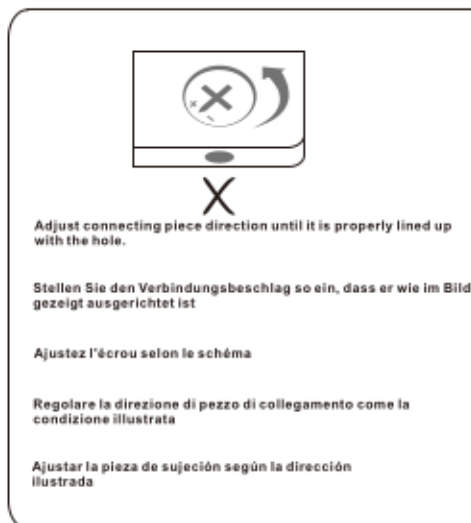 Adjust connecting piece direction until it is properly lined up
with the hole.
Stellen Sie den Verbindungsbeschlag so ein, dass er wie im Bild
gezeigt ausgerichtet ist
Ajustez l'écrou selon le schéma
Regolare la direzione di pezzo di collegamento come la
condizione illustrata
Ajustar la pieza de sujeción según la dirección
ilustrada